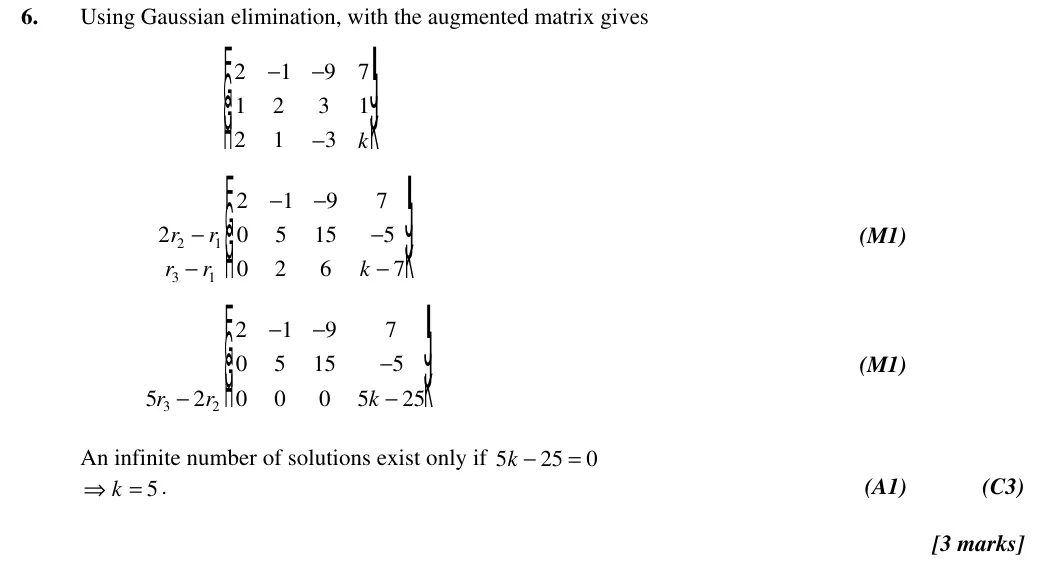 6. Using Gaussian elimination, with the augmented matrix gives
2 –1 –9 7
1 2 3 1
2 1 –3 k
2 –1 –9 7
2r₂ – r₁ 0 5 15 –5 (M1)
r₃ – r₁ 0 2 6 k – 7
2 –1 –9 7
0 5 15 –5 (M1)
5r₃ – 2r₂ 0 0 0 5k – 25
An infinite number of solutions exist only if 5k – 25 = 0
⇒ k = 5 . (A1) (C3)
[3 marks]